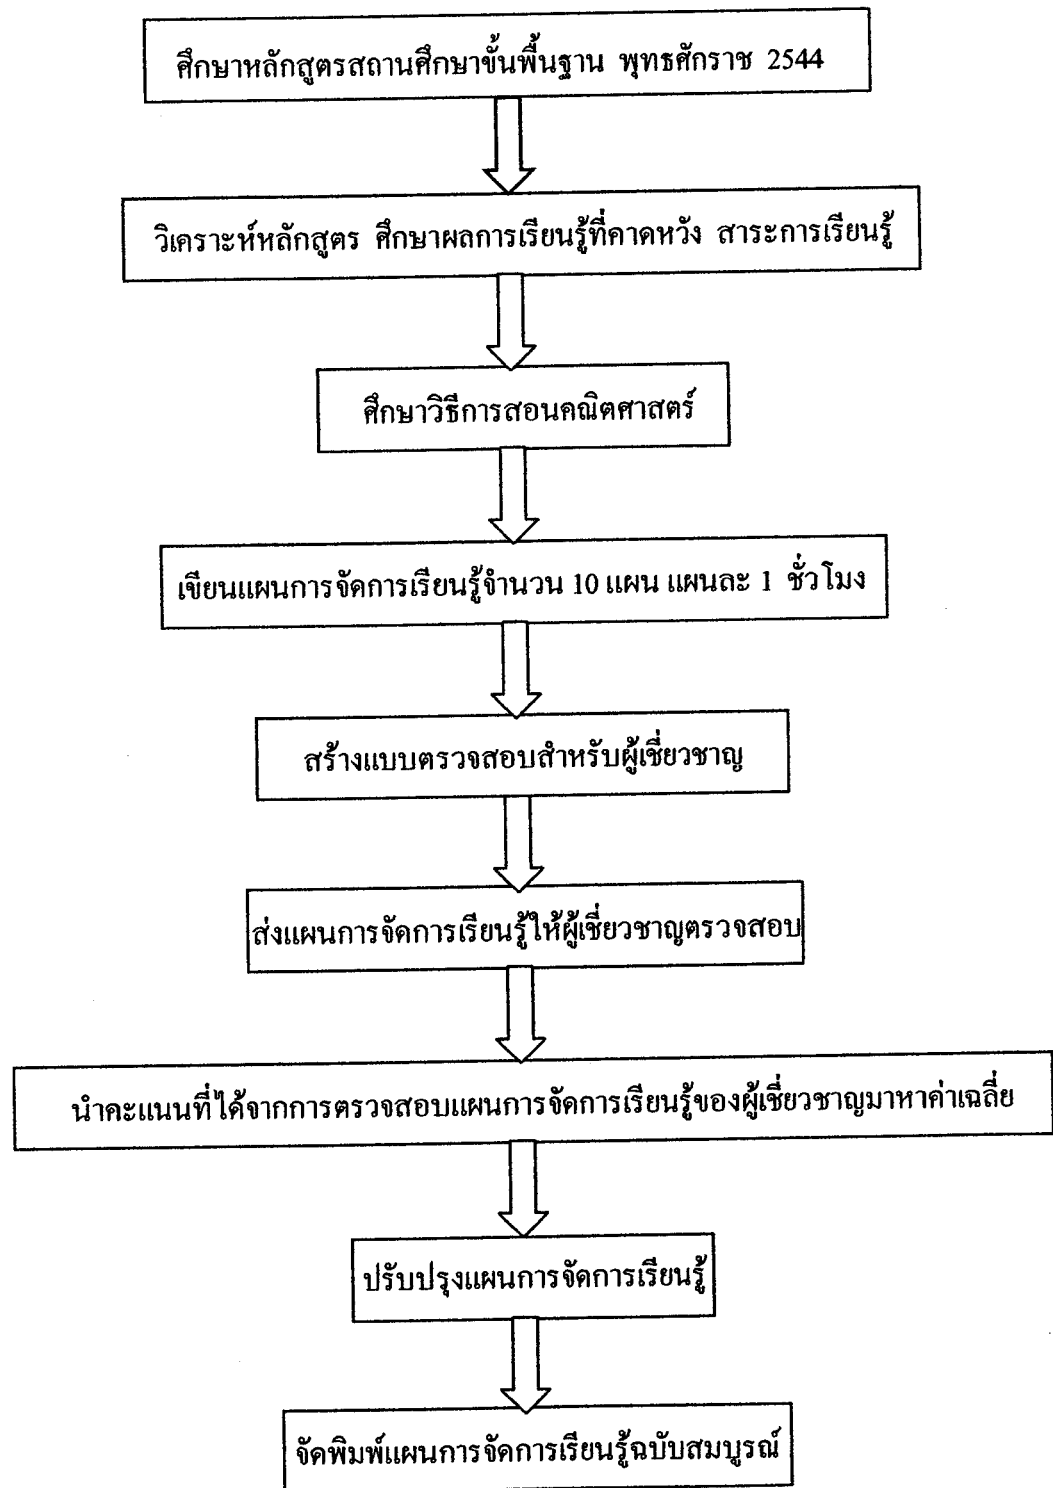 ศึกษาหลักสูตรสถานศึกษาขั้นพื้นฐาน พุทธศักราช 2544
วิเคราะห์หลักสูตร ศึกษาผลการเรียนรู้ที่คาดหวัง สาระการเรียนรู้
ศึกษาวิธีการสอนคณิตศาสตร์
เขียนแผนการจัดการเรียนรู้จำนวน 10 แผน แผนละ 1 ชั่วโมง
สร้างแบบตรวจสอบสำหรับผู้เชี่ยวชาญ
ส่งแผนการจัดการเรียนรู้ให้ผู้เชี่ยวชาญตรวจสอบ
นำคะแนนที่ได้จากการตรวจสอบแผนการจัดการเรียนรู้ของผู้เชี่ยวชาญมาหาค่าเฉลี่ย
ปรับปรุงแผนการจัดการเรียนรู้
จัดพิมพ์แผนการจัดการเรียนรู้ฉบับสมบูรณ์